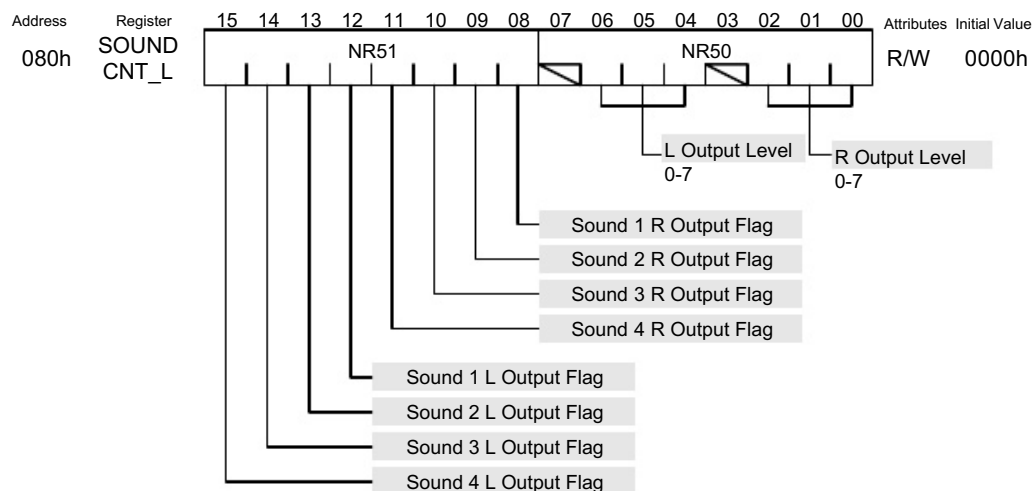 Address Register 15 14 13 12 11 10 09 08 07 06 05 04 03 02 01 00 Attributes Initial Value
080h SOUND CNT_L NR51 NR50 R/W 0000h
L Output Level 0-7
R Output Level 0-7
Sound 1 R Output Flag
Sound 2 R Output Flag
Sound 3 R Output Flag
Sound 4 R Output Flag
Sound 1 L Output Flag
Sound 2 L Output Flag
Sound 3 L Output Flag
Sound 4 L Output Flag